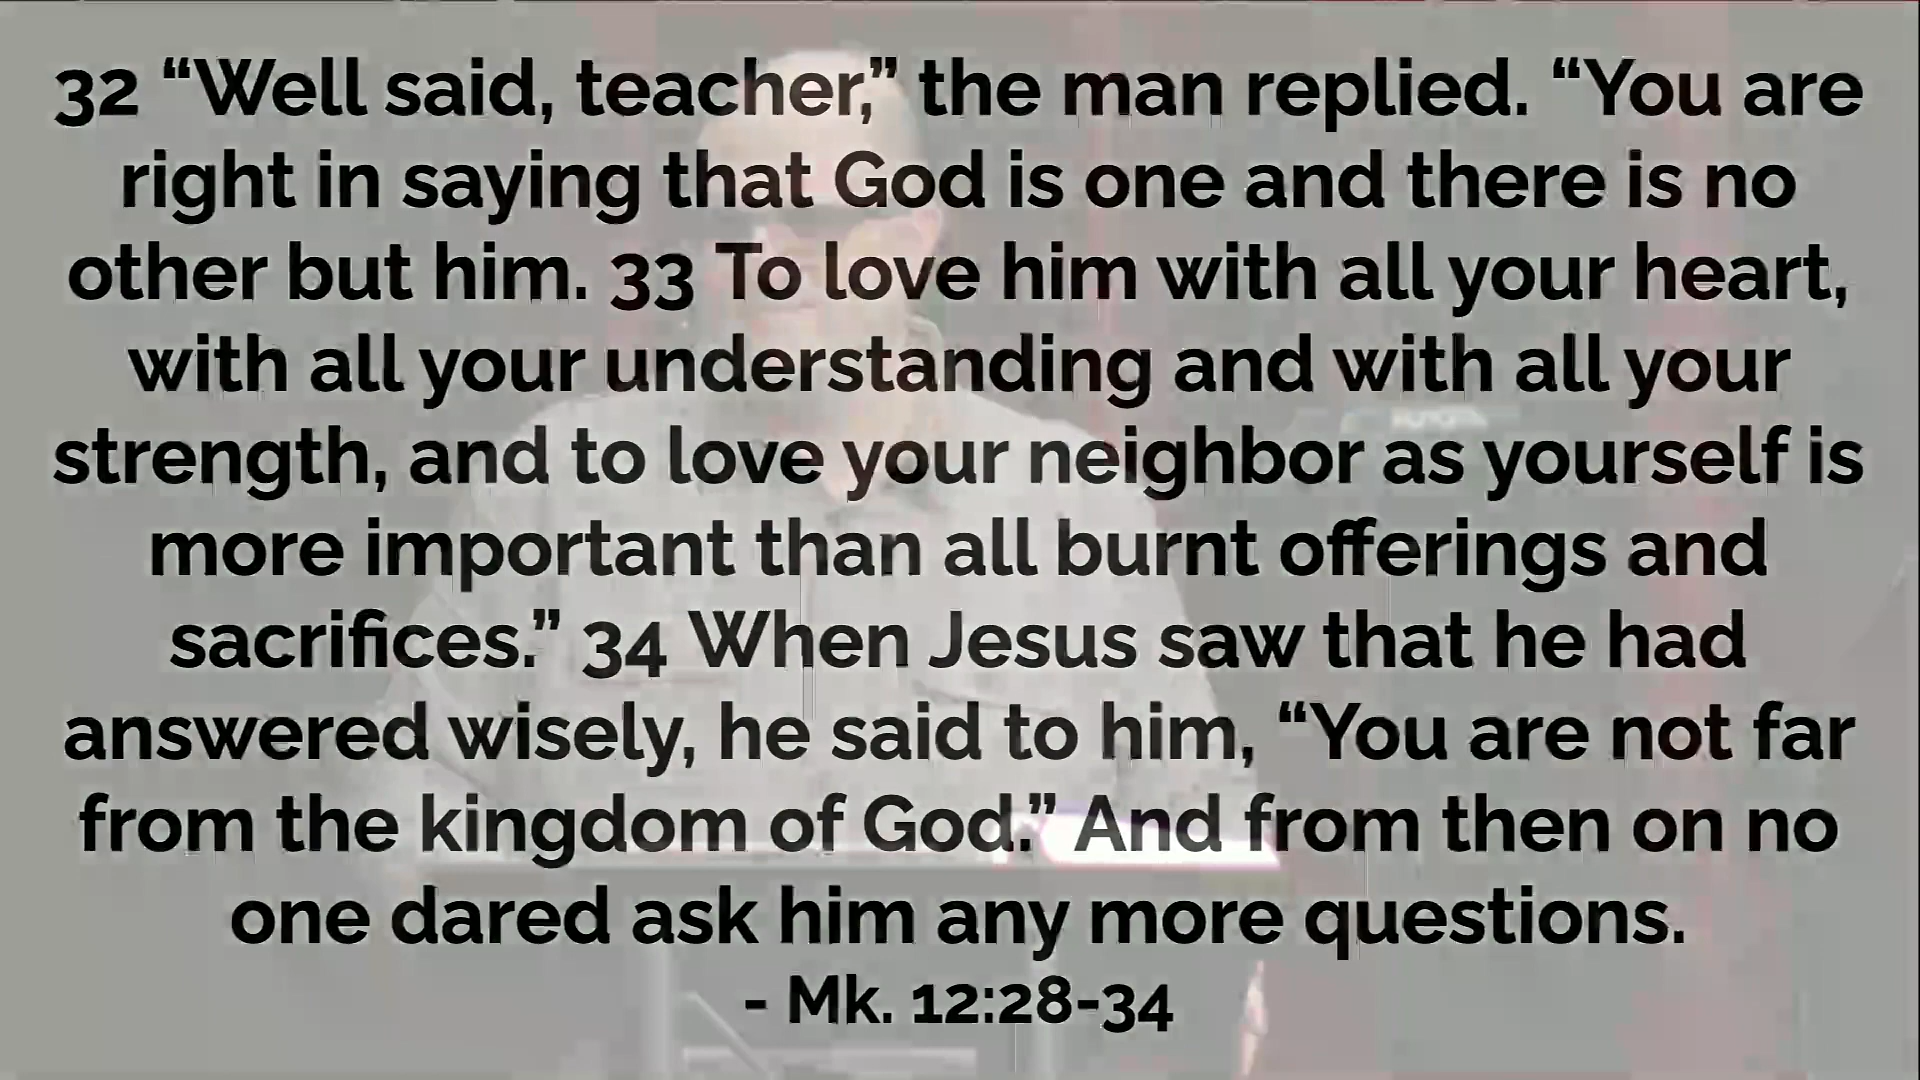 32 “Well said, teacher,” the man replied. “You are
right in saying that God is one and there is no
other but him. 33 To love him with all your heart,
with all your understanding and with all your
strength, and to love your neighbor as yourself is
more important than all burnt offerings and
sacrifices.” 34 When Jesus saw that he had
answered wisely, he said to him, “You are not far
from the kingdom of God.” And from then on no
one dared ask him any more questions.
- Mk. 12:28-34